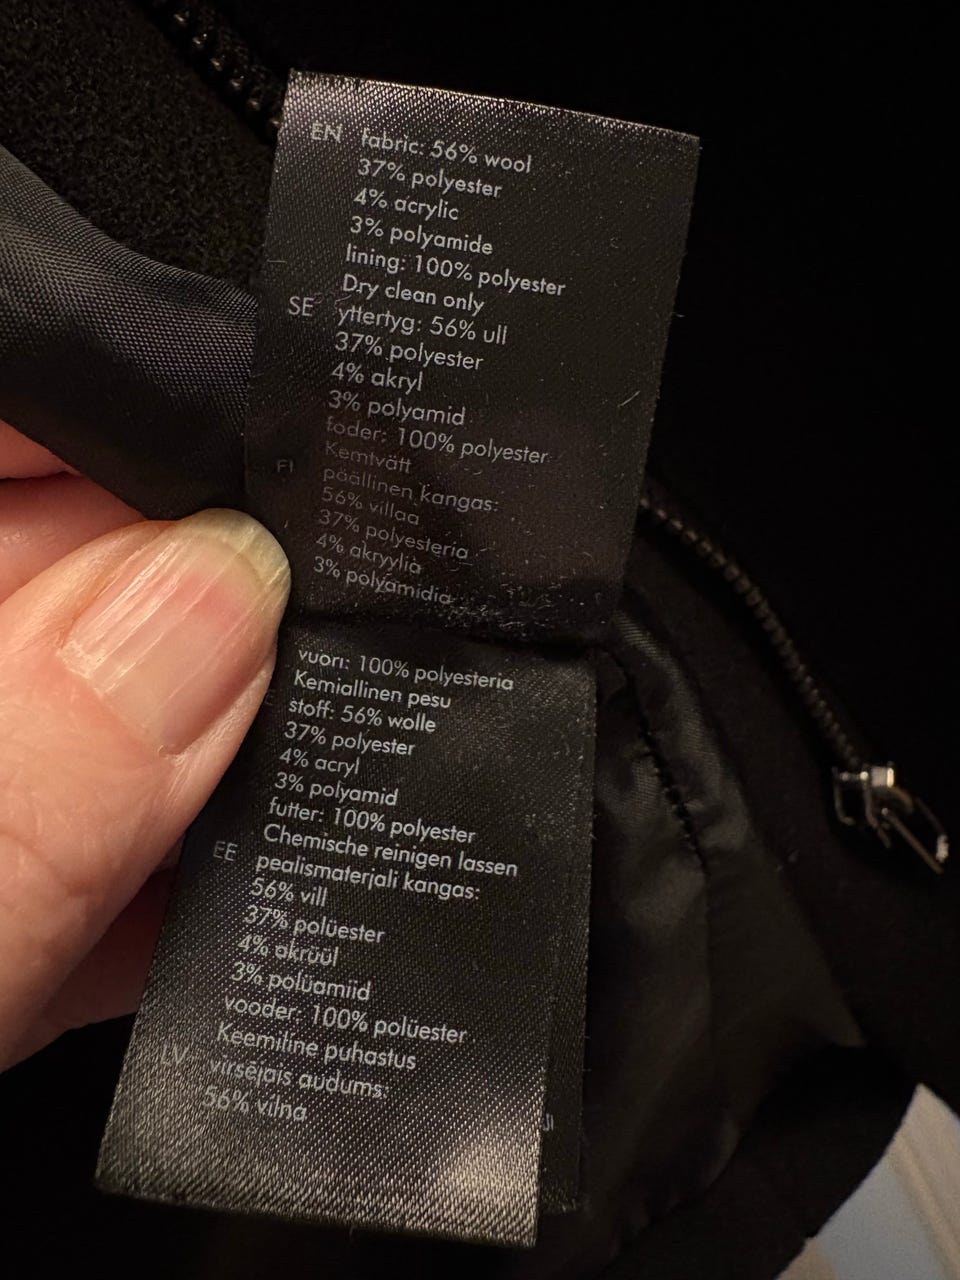 EN fabric: 56% wool
37% polyester
4% acrylic
3% polyamide
lining: 100% polyester
Dry clean only
SE yttertyg: 56% ull
37% polyester
4% akryl
3% polyamid
foder: 100% polyester
Kemtvätt
FI päällinen kangas:
56% villaa
37% polyesteria
4% akryylia
3% polyamidia
vuori: 100% polyesteria
Kemiallinen pesu
stoff: 56% wolle
37% polyester
4% acryl
3% polyamid
futter: 100% polyester
Chemische reinigen lassen
EE pealismaterjali kangas:
56% vill
37% polüester
4% akrüül
3% polüamiid
vooder: 100% polüester
Keemiline puhastus
LV virsējais audums:
56% vilna